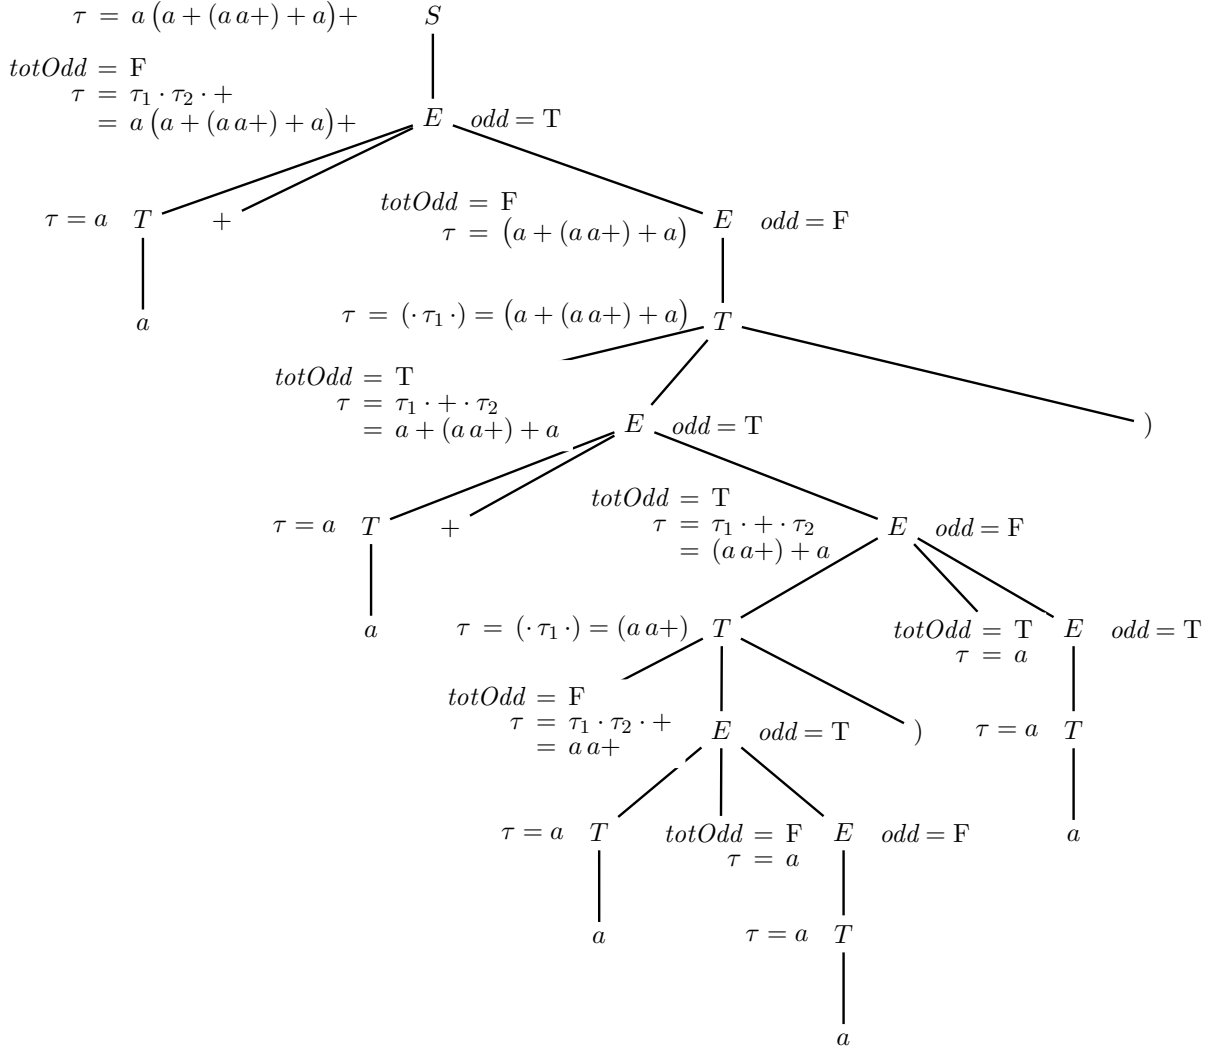 τ = a (a + (a a+) + a)+ S
totOdd = F
τ = τ₁ · τ₂ · +
= a (a + (a a+) + a)+ E odd = T
totOdd = F
τ = a T + E odd = F
τ = (a + (a a+) + a)
a
τ = (· τ₁ ·) = (a + (a a+) + a) T
totOdd = T
τ = τ₁ · + · τ₂
= a + (a a+) + a E odd = T )
totOdd = T
τ = a T + τ = τ₁ · + · τ₂ E odd = F
= (a a+) + a
a
τ = (· τ₁ ·) = (a a+) T totOdd = T E odd = T
τ = a
totOdd = F
τ = τ₁ · τ₂ · + E odd = T ) τ = a T
= a a+
τ = a T totOdd = F E odd = F a
τ = a
a τ = a T
a